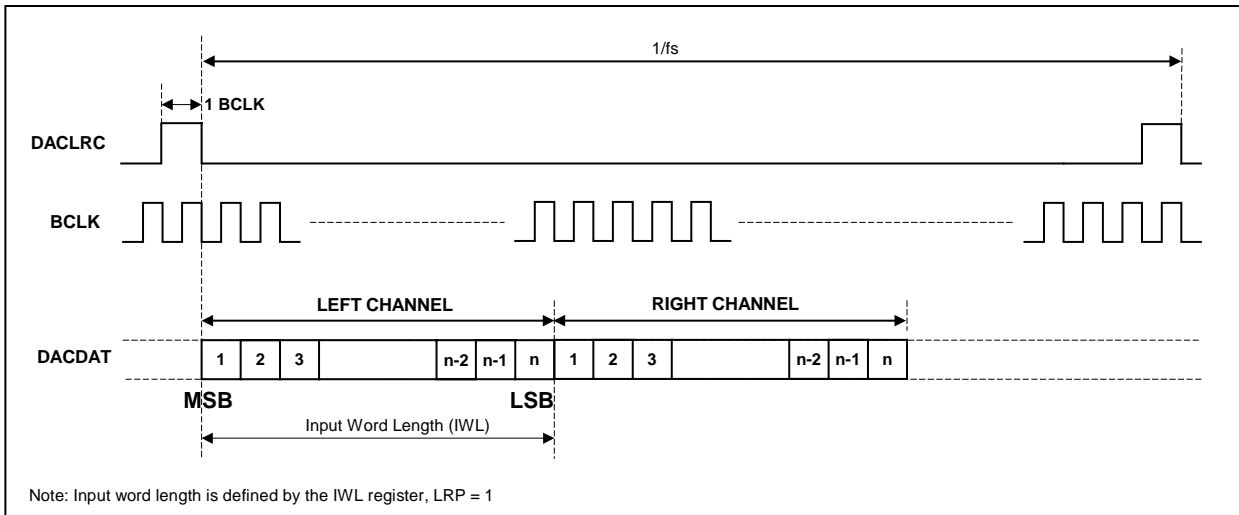 1/fs
1 BCLK
DACLRC
BCLK
LEFT CHANNEL RIGHT CHANNEL
DACDAT 1 2 3 n-2 n-1 n 1 2 3 n-2 n-1 n
MSB LSB
Input Word Length (IWL)
Note: Input word length is defined by the IWL register, LRP = 1